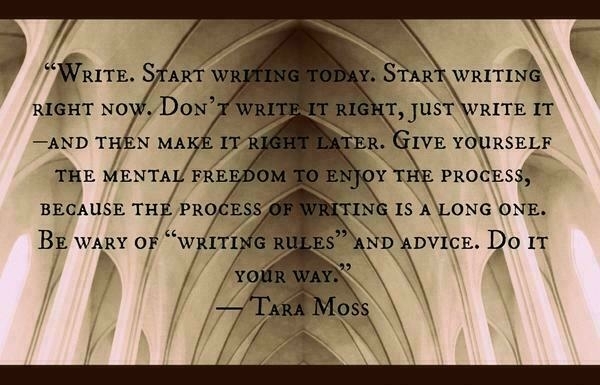 “Write. Start writing today. Start writing
right now. Don’t write it right, just write it
–and then make it right later. Give yourself
the mental freedom to enjoy the process,
because the process of writing is a long one.
Be wary of “writing rules” and advice. Do it
your way.”
— Tara Moss